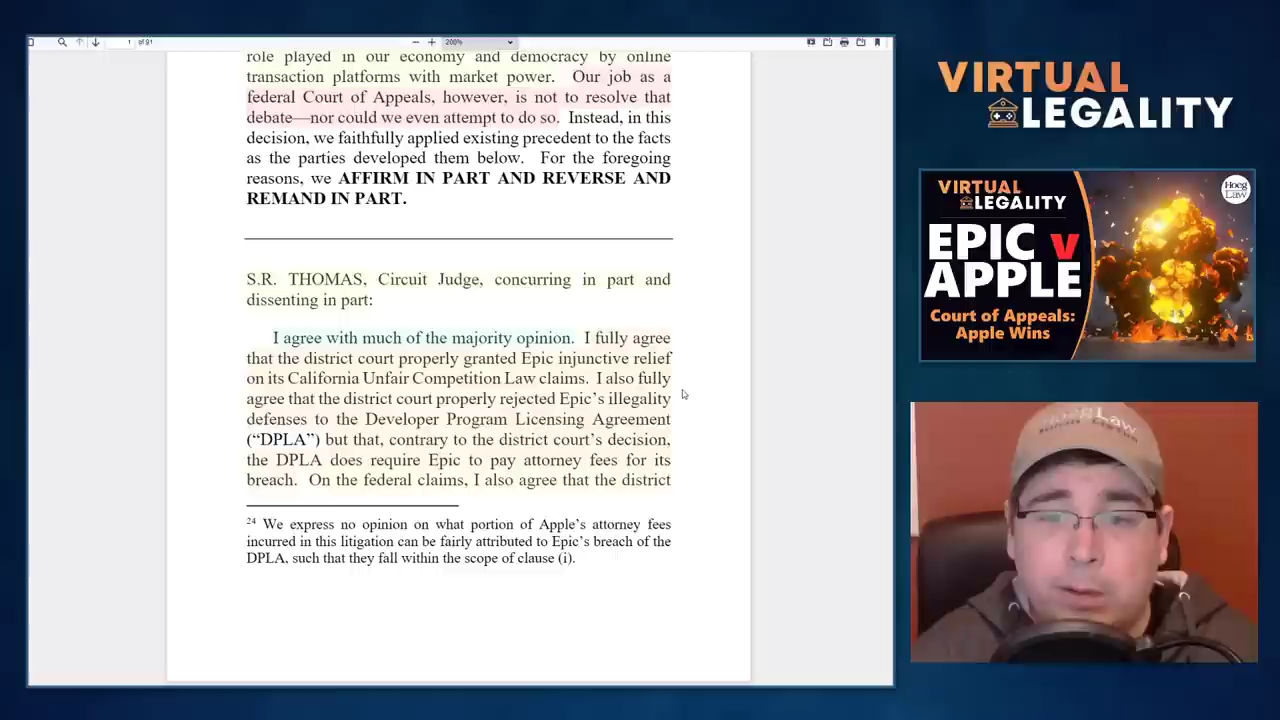 1 of 91
200%
role played in our economy and democracy by online
transaction platforms with market power. Our job as a
federal Court of Appeals, however, is not to resolve that
debate—nor could we even attempt to do so. Instead, in this
decision, we faithfully applied existing precedent to the facts
as the parties developed them below. For the foregoing
reasons, we AFFIRM IN PART AND REVERSE AND
REMAND IN PART.
S.R. THOMAS, Circuit Judge, concurring in part and
dissenting in part:
I agree with much of the majority opinion. I fully agree
that the district court properly granted Epic injunctive relief
on its California Unfair Competition Law claims. I also fully
agree that the district court properly rejected Epic's illegality
defenses to the Developer Program Licensing Agreement
("DPLA") but that, contrary to the district court's decision,
the DPLA does require Epic to pay attorney fees for its
breach. On the federal claims, I also agree that the district
24 We express no opinion on what portion of Apple's attorney fees
incurred in this litigation can be fairly attributed to Epic's breach of the
DPLA, such that they fall within the scope of clause (i).
VIRTUAL
LEGALITY
VIRTUAL
LEGALITY
Hoeg
Law
EPIC v
APPLE
Court of Appeals:
Apple Wins
Hoeg Law